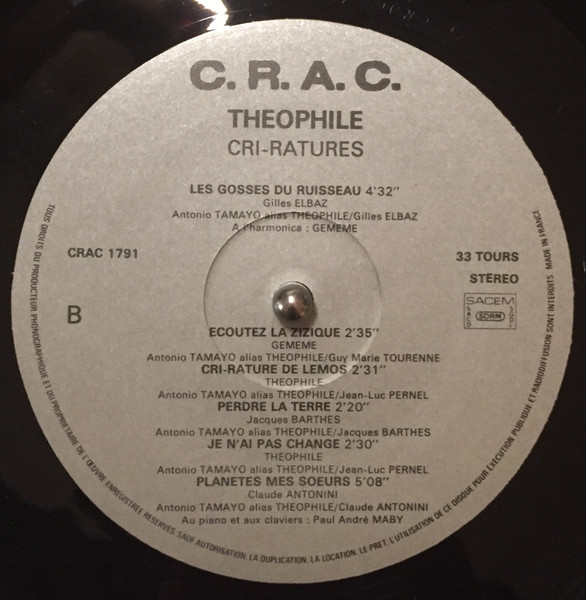 C. R. A. C.
THEOPHILE
CRI-RATURES
LES GOSSES DU RUISSEAU 4'32"
Gilles ELBAZ
Antonio TAMAYO alias THEOPHILE/Gilles ELBAZ
A l'harmonica : GEMEME
CRAC 1791
33 TOURS
STEREO
B
SACEM
SDRM
ECOUTEZ LA ZIZIQUE 2'35"
GEMEME
Antonio TAMAYO alias THEOPHILE/Guy Marie TOURENNE
CRI-RATURE DE LEMOS 2'31"
THEOPHILE
Antonio TAMAYO alias THEOPHILE/Jean-Luc PERNEL
PERDRE LA TERRE 2'20"
Jacques BARTHES
Antonio TAMAYO alias THEOPHILE/Jacques BARTHES
JE N'AI PAS CHANGE 2'30"
THEOPHILE
Antonio TAMAYO alias THEOPHILE/Jean-Luc PERNEL
PLANETES MES SOEURS 5'08"
Claude ANTONINI
Antonio TAMAYO alias THEOPHILE/Claude ANTONINI
Au piano et aux claviers : Paul André MABY
TOUS DROITS DU PRODUCTEUR PHONOGRAPHIQUE ET DU PROPRIETAIRE DE L'ŒUVRE ENREGISTREE RESERVES. SAUF AUTORISATION, LA DUPLICATION, LA LOCATION, LE PRET, L'UTILISATION DE CE DISQUE POUR EXÉCUTION PUBLIQUE ET RADIODIFFUSION SONT INTERDITS. MADE IN FRANCE